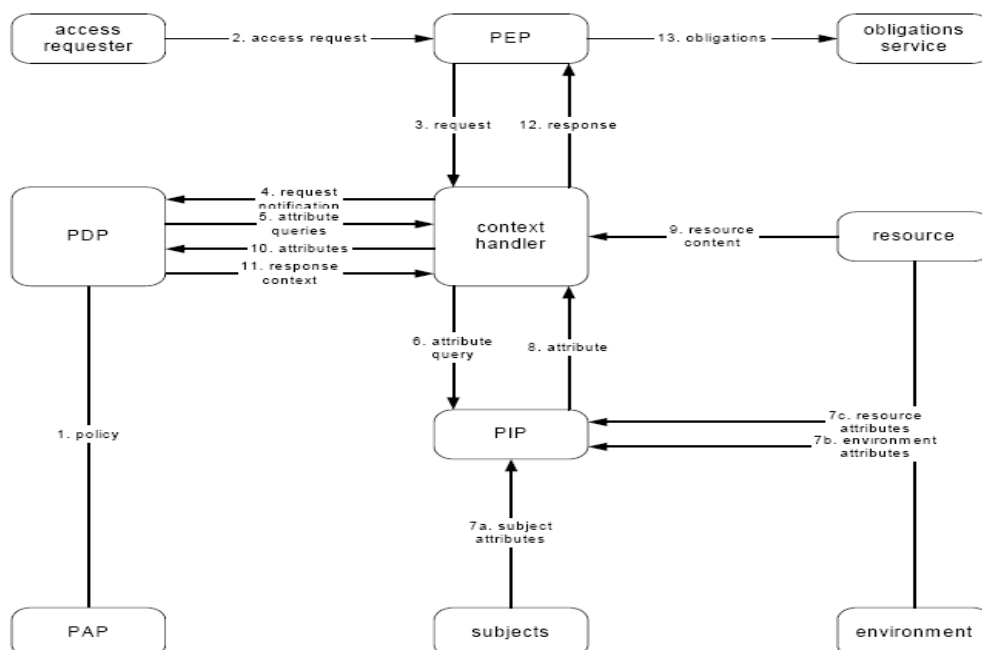 access
requester
2. access request
PEP
13. obligations
obligations
service
3. request
12. response
PDP
4. request
notification
5. attribute
queries
10. attributes
11. response
context
context
handler
9. resource
content
resource
6. attribute
query
8. attribute
1. policy
PIP
7c. resource
attributes
7b. environment
attributes
7a. subject
attributes
PAP
subjects
environment